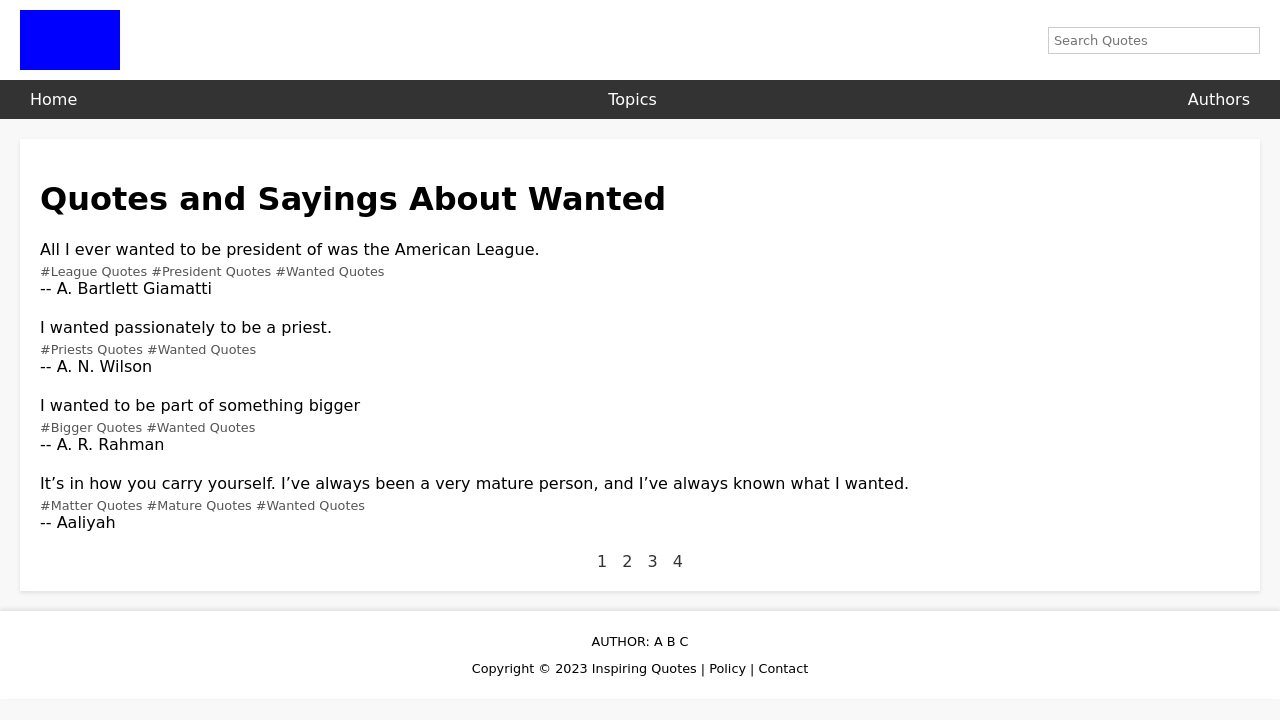 Search Quotes
Home Topics Authors
Quotes and Sayings About Wanted
All I ever wanted to be president of was the American League.
#League Quotes #President Quotes #Wanted Quotes
-- A. Bartlett Giamatti
I wanted passionately to be a priest.
#Priests Quotes #Wanted Quotes
-- A. N. Wilson
I wanted to be part of something bigger
#Bigger Quotes #Wanted Quotes
-- A. R. Rahman
It’s in how you carry yourself. I’ve always been a very mature person, and I’ve always known what I wanted.
#Matter Quotes #Mature Quotes #Wanted Quotes
-- Aaliyah
1 2 3 4
AUTHOR: A B C
Copyright © 2023 Inspiring Quotes | Policy | Contact